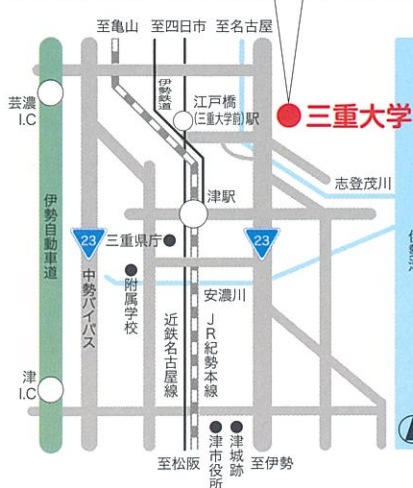 至亀山
至四日市
至名古屋
芸濃
I.C
伊勢鉄道
江戸橋
(三重大学前)駅
三重大学
志登茂川
伊勢自動車道
津駅
23
三重県庁
23
中勢バイパス
附属学校
安濃川
近鉄名古屋線
JR紀勢本線
津
I.C
至松阪
津市役所
津城跡
至伊勢